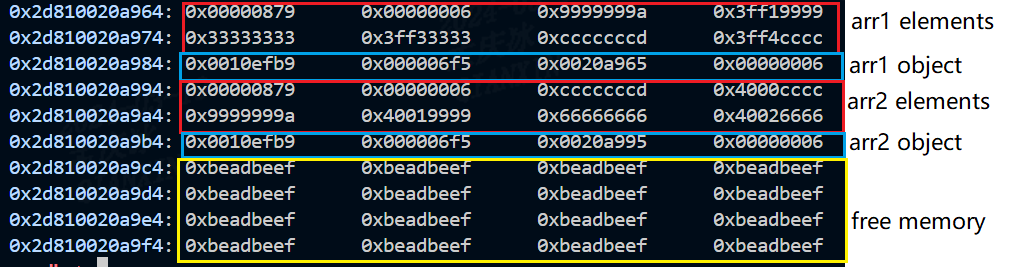 0x2d810020a964: 0x00000879 0x00000006 0x9999999a 0x3ff19999 arr1 elements
0x2d810020a974: 0x33333333 0x3ff33333 0xcccccccd 0x3ff4cccc
0x2d810020a984: 0x0010efb9 0x000006f5 0x0020a965 0x00000006 arr1 object
0x2d810020a994: 0x00000879 0x00000006 0xcccccccd 0x4000cccc arr2 elements
0x2d810020a9a4: 0x9999999a 0x40019999 0x66666666 0x40026666
0x2d810020a9b4: 0x0010efb9 0x000006f5 0x0020a995 0x00000006 arr2 object
0x2d810020a9c4: 0xbeadbeef 0xbeadbeef 0xbeadbeef 0xbeadbeef
0x2d810020a9d4: 0xbeadbeef 0xbeadbeef 0xbeadbeef 0xbeadbeef
0x2d810020a9e4: 0xbeadbeef 0xbeadbeef 0xbeadbeef 0xbeadbeef free memory
0x2d810020a9f4: 0xbeadbeef 0xbeadbeef 0xbeadbeef 0xbeadbeef